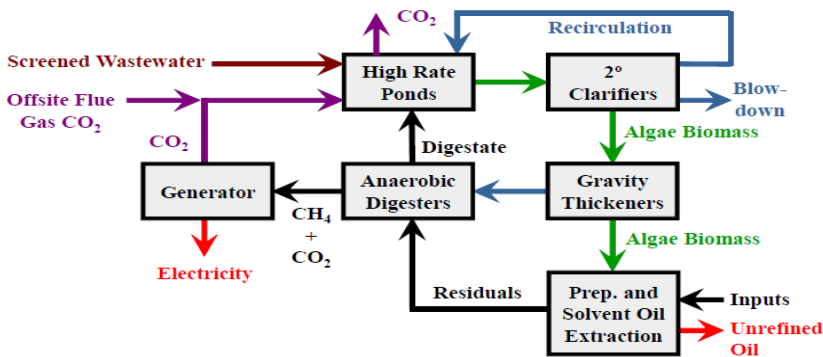 CO2
Recirculation
Screened Wastewater
High Rate
Ponds
2º
Clarifiers
Offsite Flue
Gas CO2
Blow-
down
CO2
Digestate
Algae Biomass
Generator
Anaerobic
Digesters
Gravity
Thickeners
CH4
+
CO2
Electricity
Algae Biomass
Residuals
Prep. and
Solvent Oil
Extraction
Inputs
Unrefined
Oil